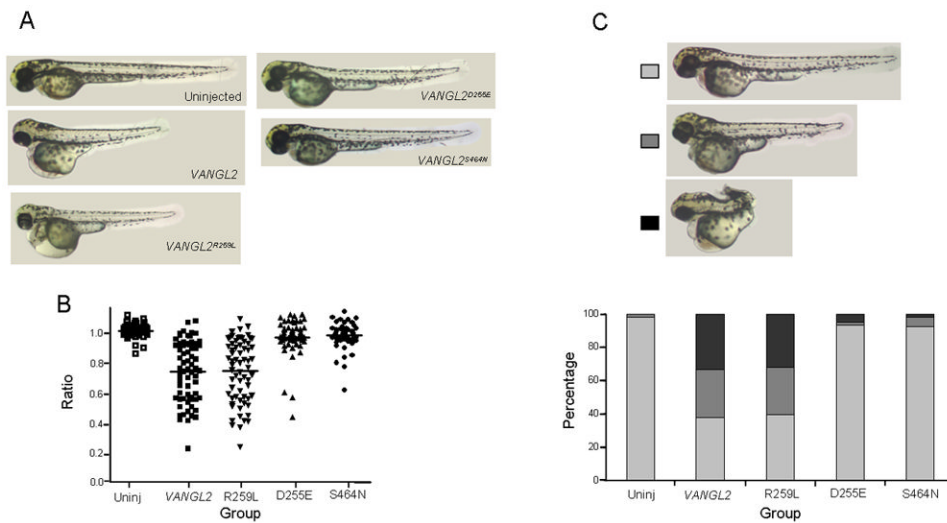 A
Uninjected
VANGL2
VANGL2R259L
VANGL2D255E
VANGL2S464N
B
Ratio
1.0
0.8
0.6
0.4
0.2
0.0
Uninj VANGL2 R259L D255E S464N
Group
C
Percentage
100
80
60
40
20
0
Uninj VANGL2 R259L D255E S464N
Group